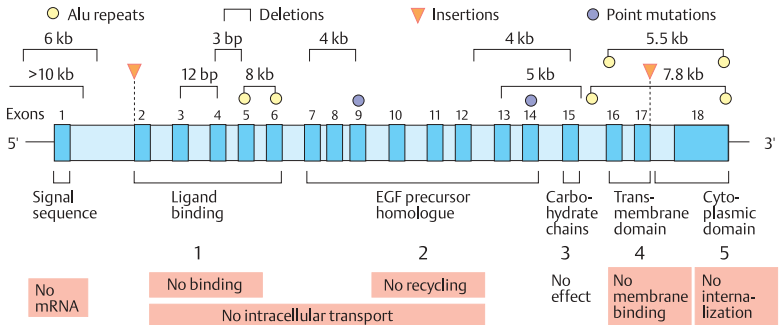 Alu repeats Deletions Insertions Point mutations
6 kb 3 bp 4 kb 4 kb 5.5 kb
>10 kb 12 bp 8 kb 5 kb 7.8 kb
Exons 1 2 3 4 5 6 7 8 9 10 11 12 13 14 15 16 17 18
5' 3'
Signal
sequence
Ligand
binding
EGF precursor
homologue
Carbo-
hydrate
chains
Trans-
membrane
domain
Cyto-
plasmic
domain
1 2 3 4 5
No
mRNA
No binding
No recycling
No intracellular transport
No
effect
No
membrane
binding
No
interna-
lization